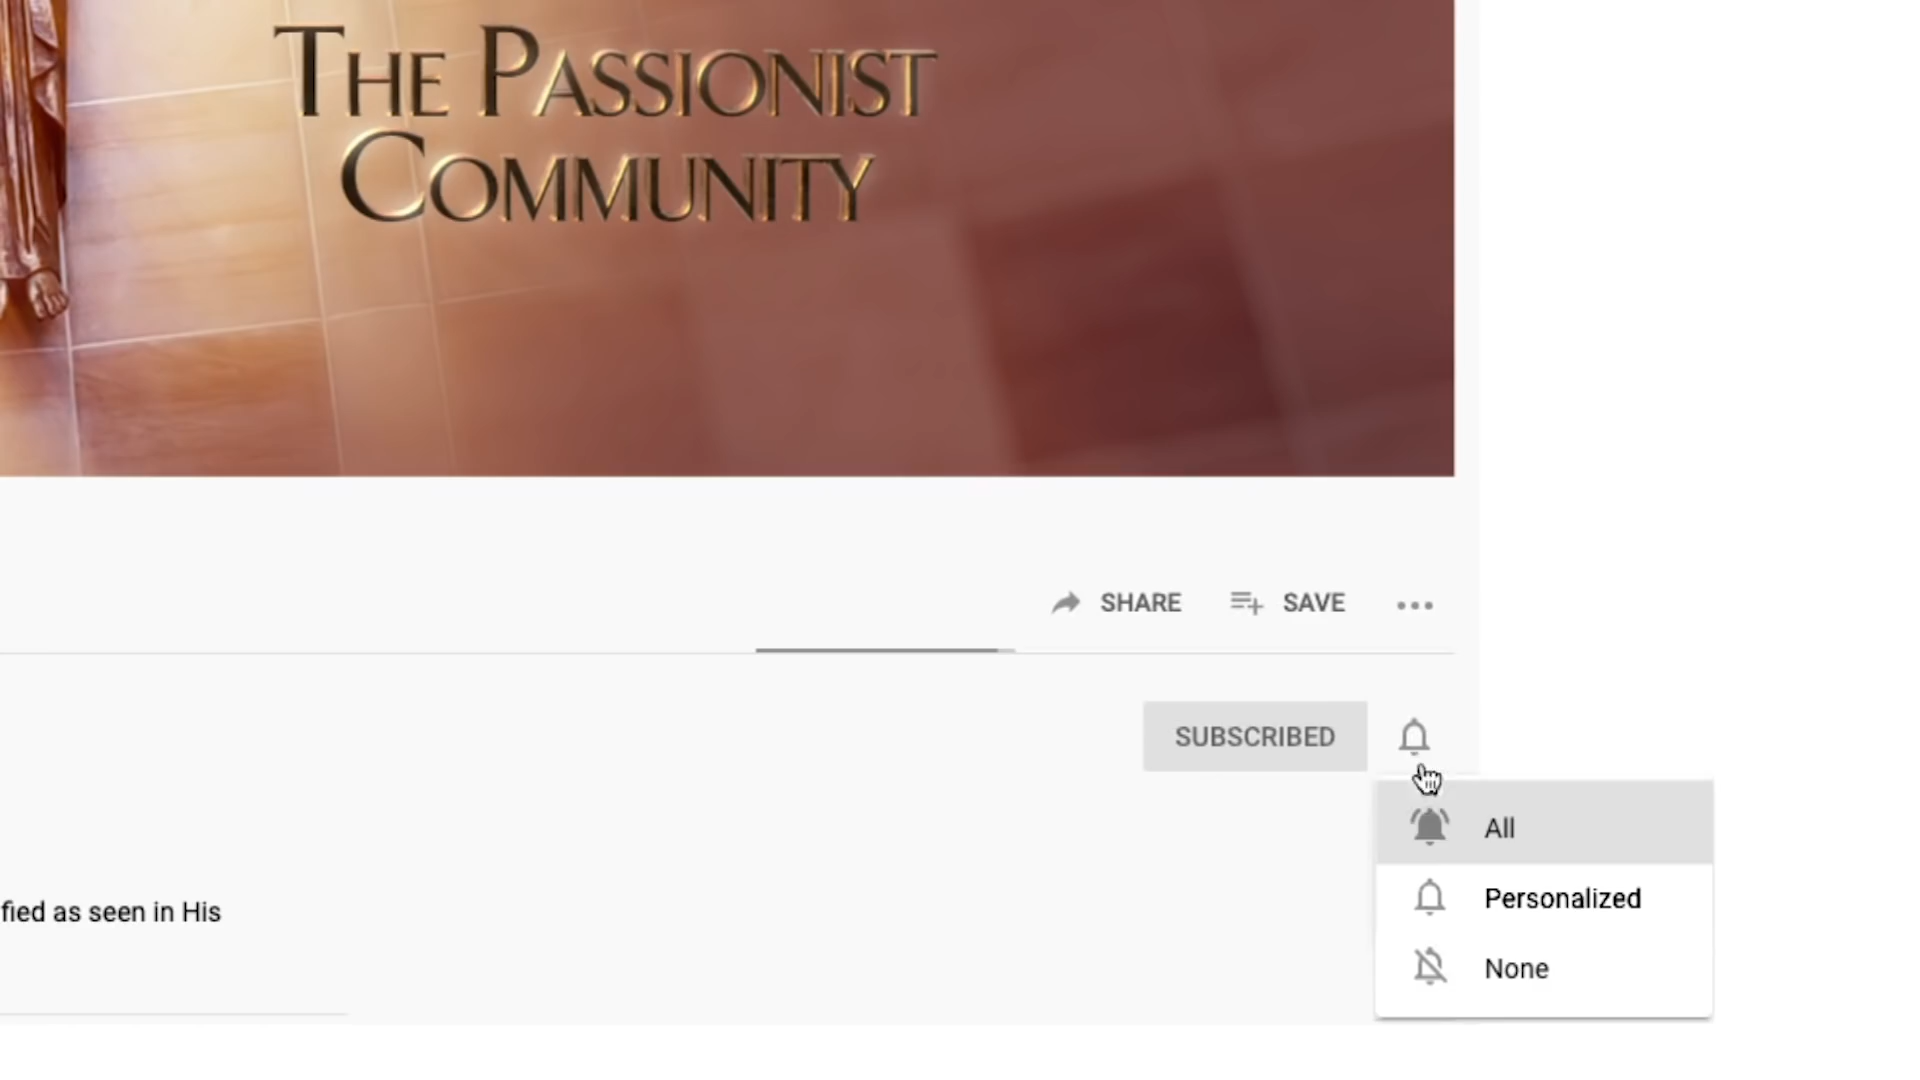 THE PASSIONIST
COMMUNITY
SHARE
SAVE
SUBSCRIBED
All
Personalized
None
fied as seen in His